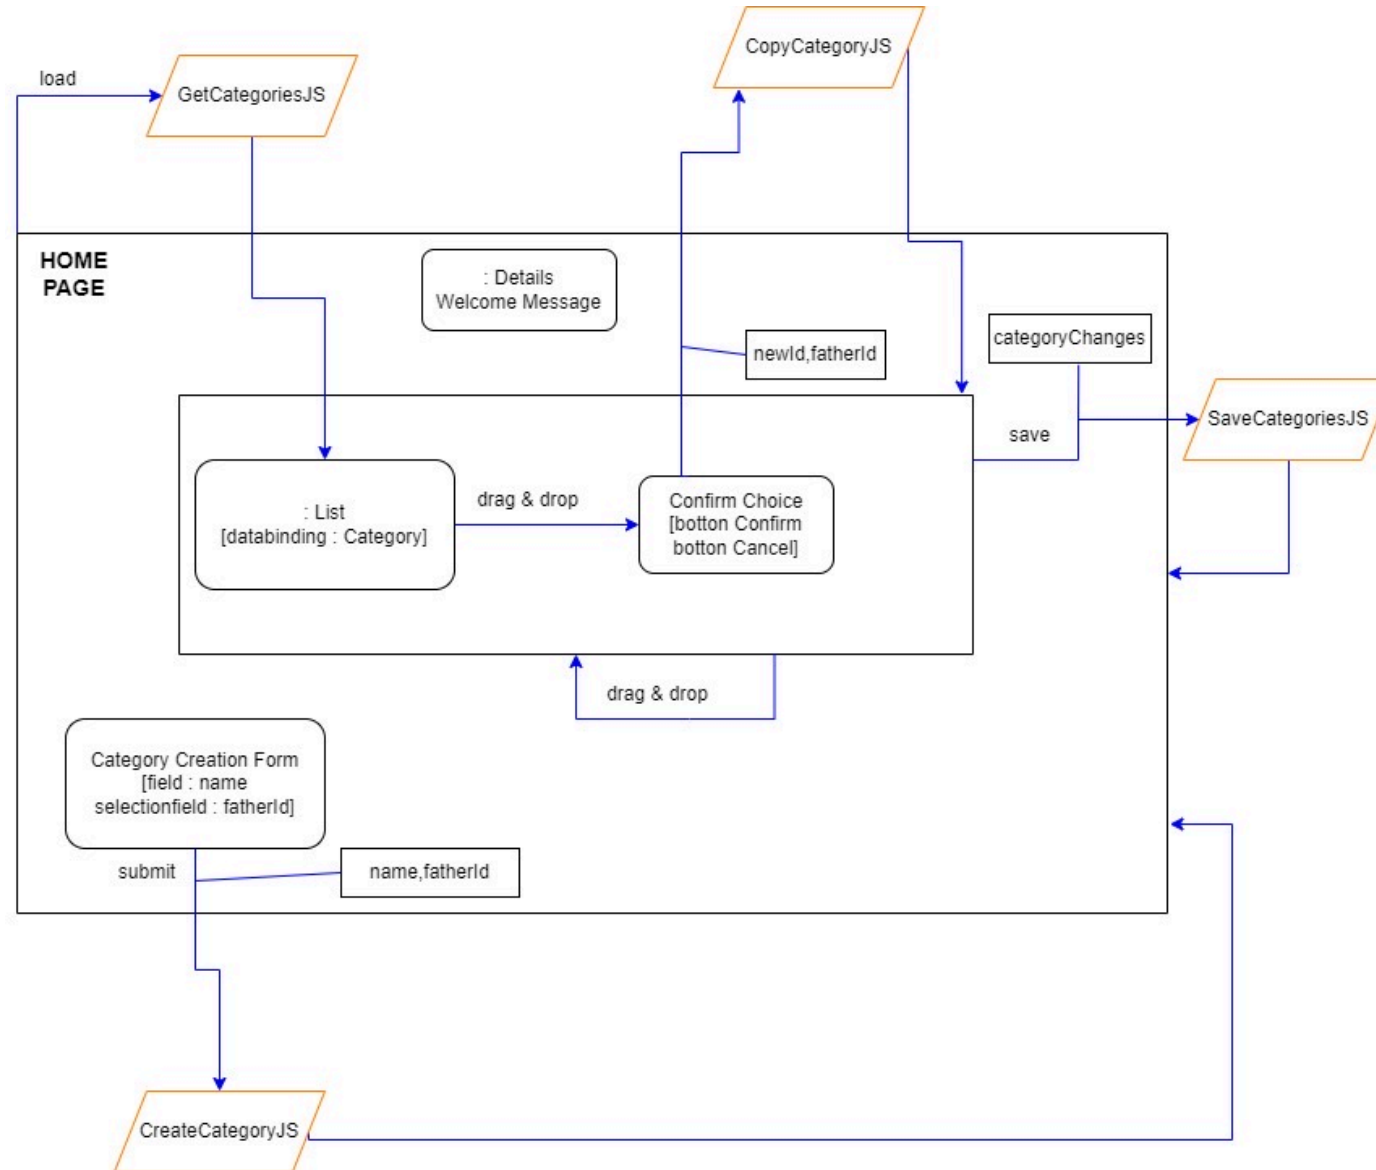 CopyCategoryJS
load
GetCategoriesJS
HOME
PAGE
: Details
Welcome Message
categoryChanges
newId,fatherId
SaveCategoriesJS
save
: List
[databinding : Category]
drag & drop
Confirm Choice
[botton Confirm
botton Cancel]
drag & drop
Category Creation Form
[field : name
selectionfield : fatherId]
submit
name,fatherId
CreateCategoryJS